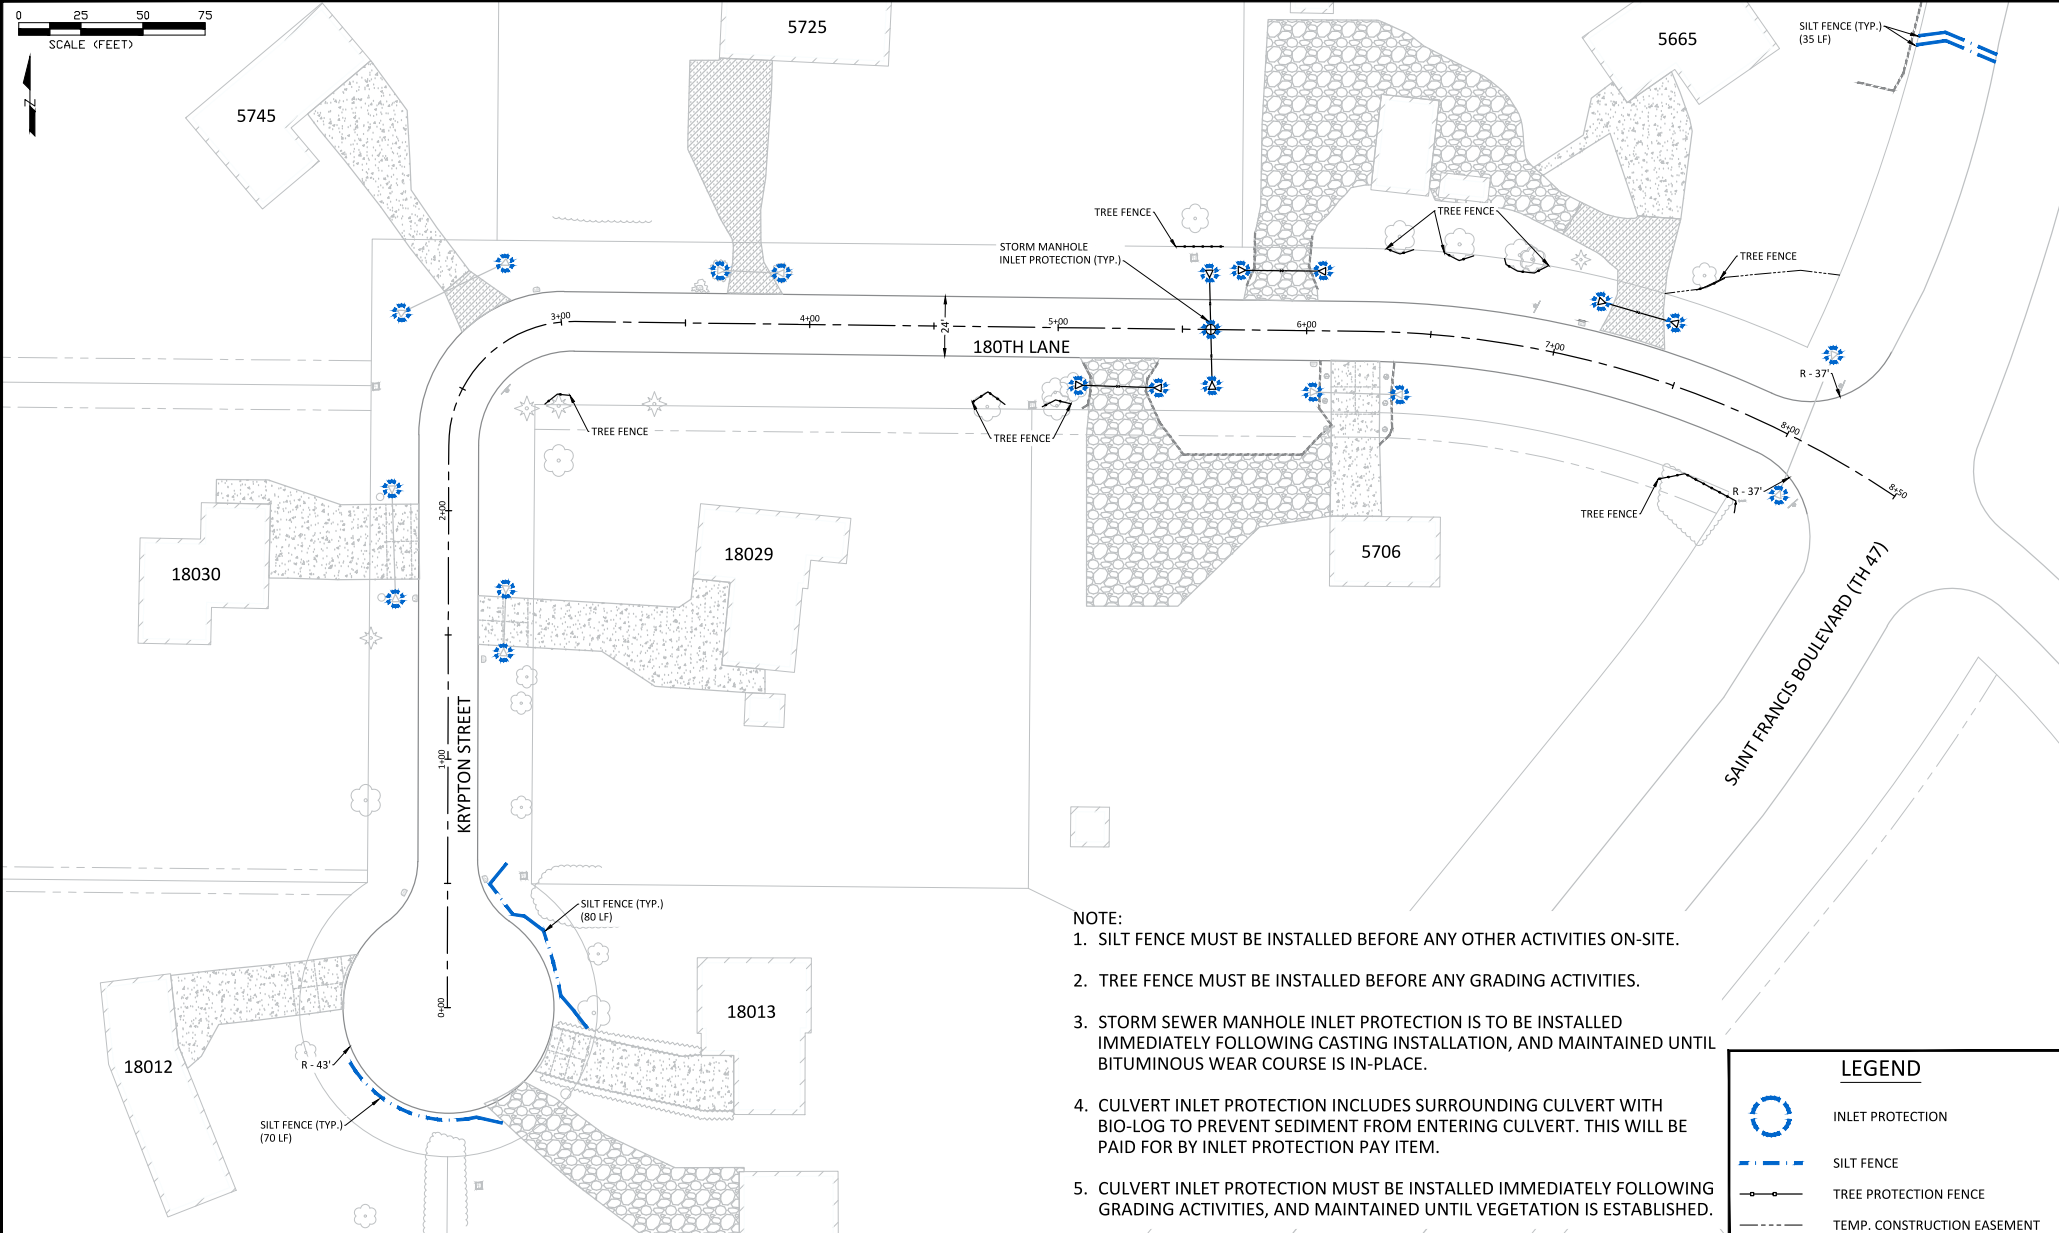 0 25 50 75
SCALE (FEET)
N
5745
5725
5665
SILT FENCE (TYP.)
(35 LF)
TREE FENCE
STORM MANHOLE
INLET PROTECTION (TYP.)
TREE FENCE
TREE FENCE
3+00
4+00
5+00
6+00
7+00
8+00
8+50
24'
180TH LANE
R - 37'
TREE FENCE
TREE FENCE
R - 37'
TREE FENCE
18030
18029
5706
2+00
1+00
0+00
KRYPTON STREET
SAINT FRANCIS BOULEVARD (TH 47)
SILT FENCE (TYP.)
(80 LF)
18013
18012
R - 43'
SILT FENCE (TYP.)
(70 LF)
NOTE:
1. SILT FENCE MUST BE INSTALLED BEFORE ANY OTHER ACTIVITIES ON-SITE.
2. TREE FENCE MUST BE INSTALLED BEFORE ANY GRADING ACTIVITIES.
3. STORM SEWER MANHOLE INLET PROTECTION IS TO BE INSTALLED
IMMEDIATELY FOLLOWING CASTING INSTALLATION, AND MAINTAINED UNTIL
BITUMINOUS WEAR COURSE IS IN-PLACE.
4. CULVERT INLET PROTECTION INCLUDES SURROUNDING CULVERT WITH
BIO-LOG TO PREVENT SEDIMENT FROM ENTERING CULVERT. THIS WILL BE
PAID FOR BY INLET PROTECTION PAY ITEM.
5. CULVERT INLET PROTECTION MUST BE INSTALLED IMMEDIATELY FOLLOWING
GRADING ACTIVITIES, AND MAINTAINED UNTIL VEGETATION IS ESTABLISHED.
LEGEND
INLET PROTECTION
SILT FENCE
TREE PROTECTION FENCE
TEMP. CONSTRUCTION EASEMENT